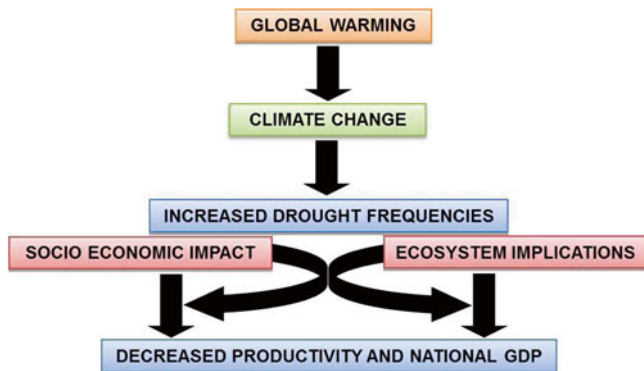 GLOBAL WARMING
CLIMATE CHANGE
INCREASED DROUGHT FREQUENCIES
SOCIO ECONOMIC IMPACT
ECOSYSTEM IMPLICATIONS
DECREASED PRODUCTIVITY AND NATIONAL GDP